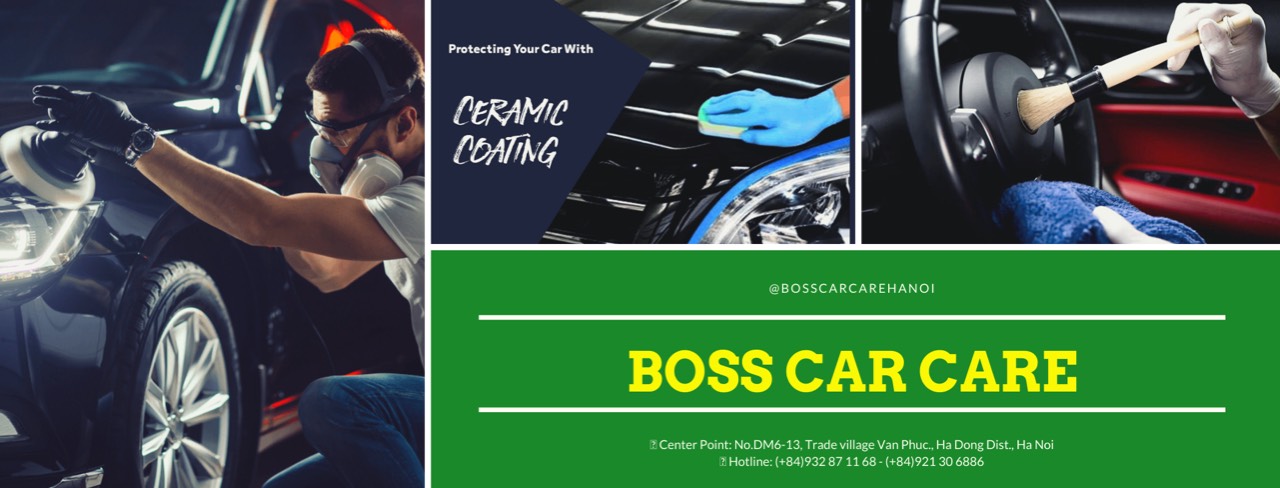 Protecting Your Car With
CERAMIC
COATING
@BOSSCARCAREHANOI
BOSS CAR CARE
Center Point: No.DM6-13, Trade village Van Phuc., Ha Dong Dist., Ha Noi
Hotline: (+84)932 87 11 68 - (+84)921 30 6886